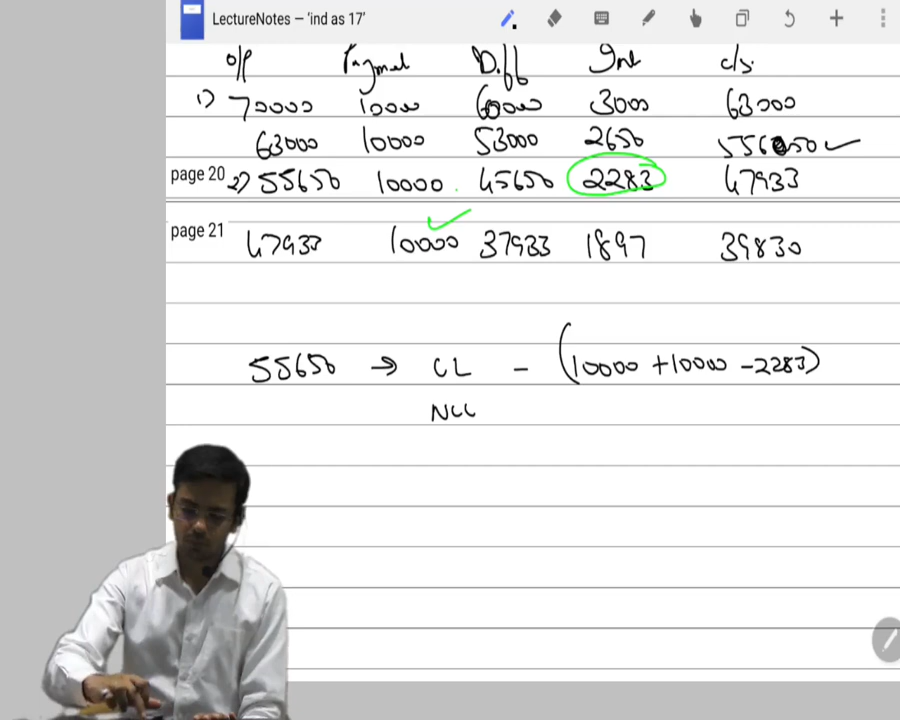 LectureNotes – 'ind as 17'
o/p Paymet Diff Int c/s
1) 70000 10000 60000 3000 63000
63000 10000 53000 2650 55650
page 20 2) 55650 10000 45650 2283 47933
page 21 47933 10000 37933 1897 39830
55650 → CL - (10000 + 10000 - 2283)
NCL